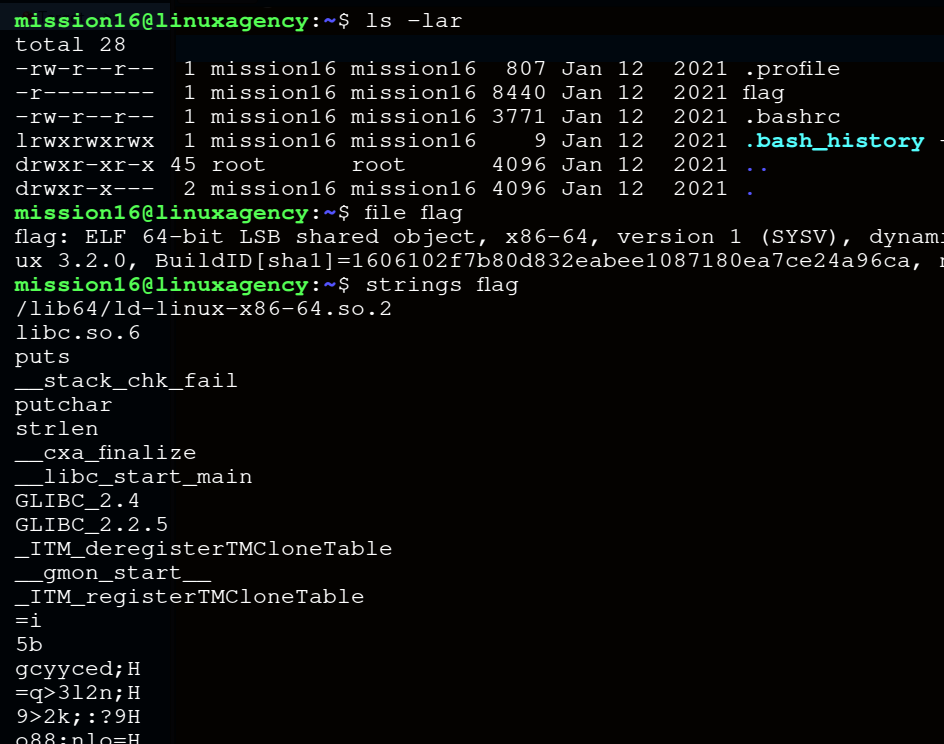 mission16@linuxagency:~$ ls -lar
total 28
-rw-r--r--  1 mission16 mission16  807 Jan 12  2021 .profile
-r--------  1 mission16 mission16 8440 Jan 12  2021 flag
-rw-r--r--  1 mission16 mission16 3771 Jan 12  2021 .bashrc
lrwxrwxrwx  1 mission16 mission16    9 Jan 12  2021 .bash_history -
drwxr-xr-x 45 root      root      4096 Jan 12  2021 ..
drwxr-x---  2 mission16 mission16 4096 Jan 12  2021 .
mission16@linuxagency:~$ file flag
flag: ELF 64-bit LSB shared object, x86-64, version 1 (SYSV), dynami
ux 3.2.0, BuildID[sha1]=1606102f7b80d832eabee1087180ea7ce24a96ca,
mission16@linuxagency:~$ strings flag
/lib64/ld-linux-x86-64.so.2
libc.so.6
puts
__stack_chk_fail
putchar
strlen
__cxa_finalize
__libc_start_main
GLIBC_2.4
GLIBC_2.2.5
_ITM_deregisterTMCloneTable
__gmon_start__
_ITM_registerTMCloneTable
=i
5b
gcyyced;H
=q>3l2n;H
9>2k;:?9H